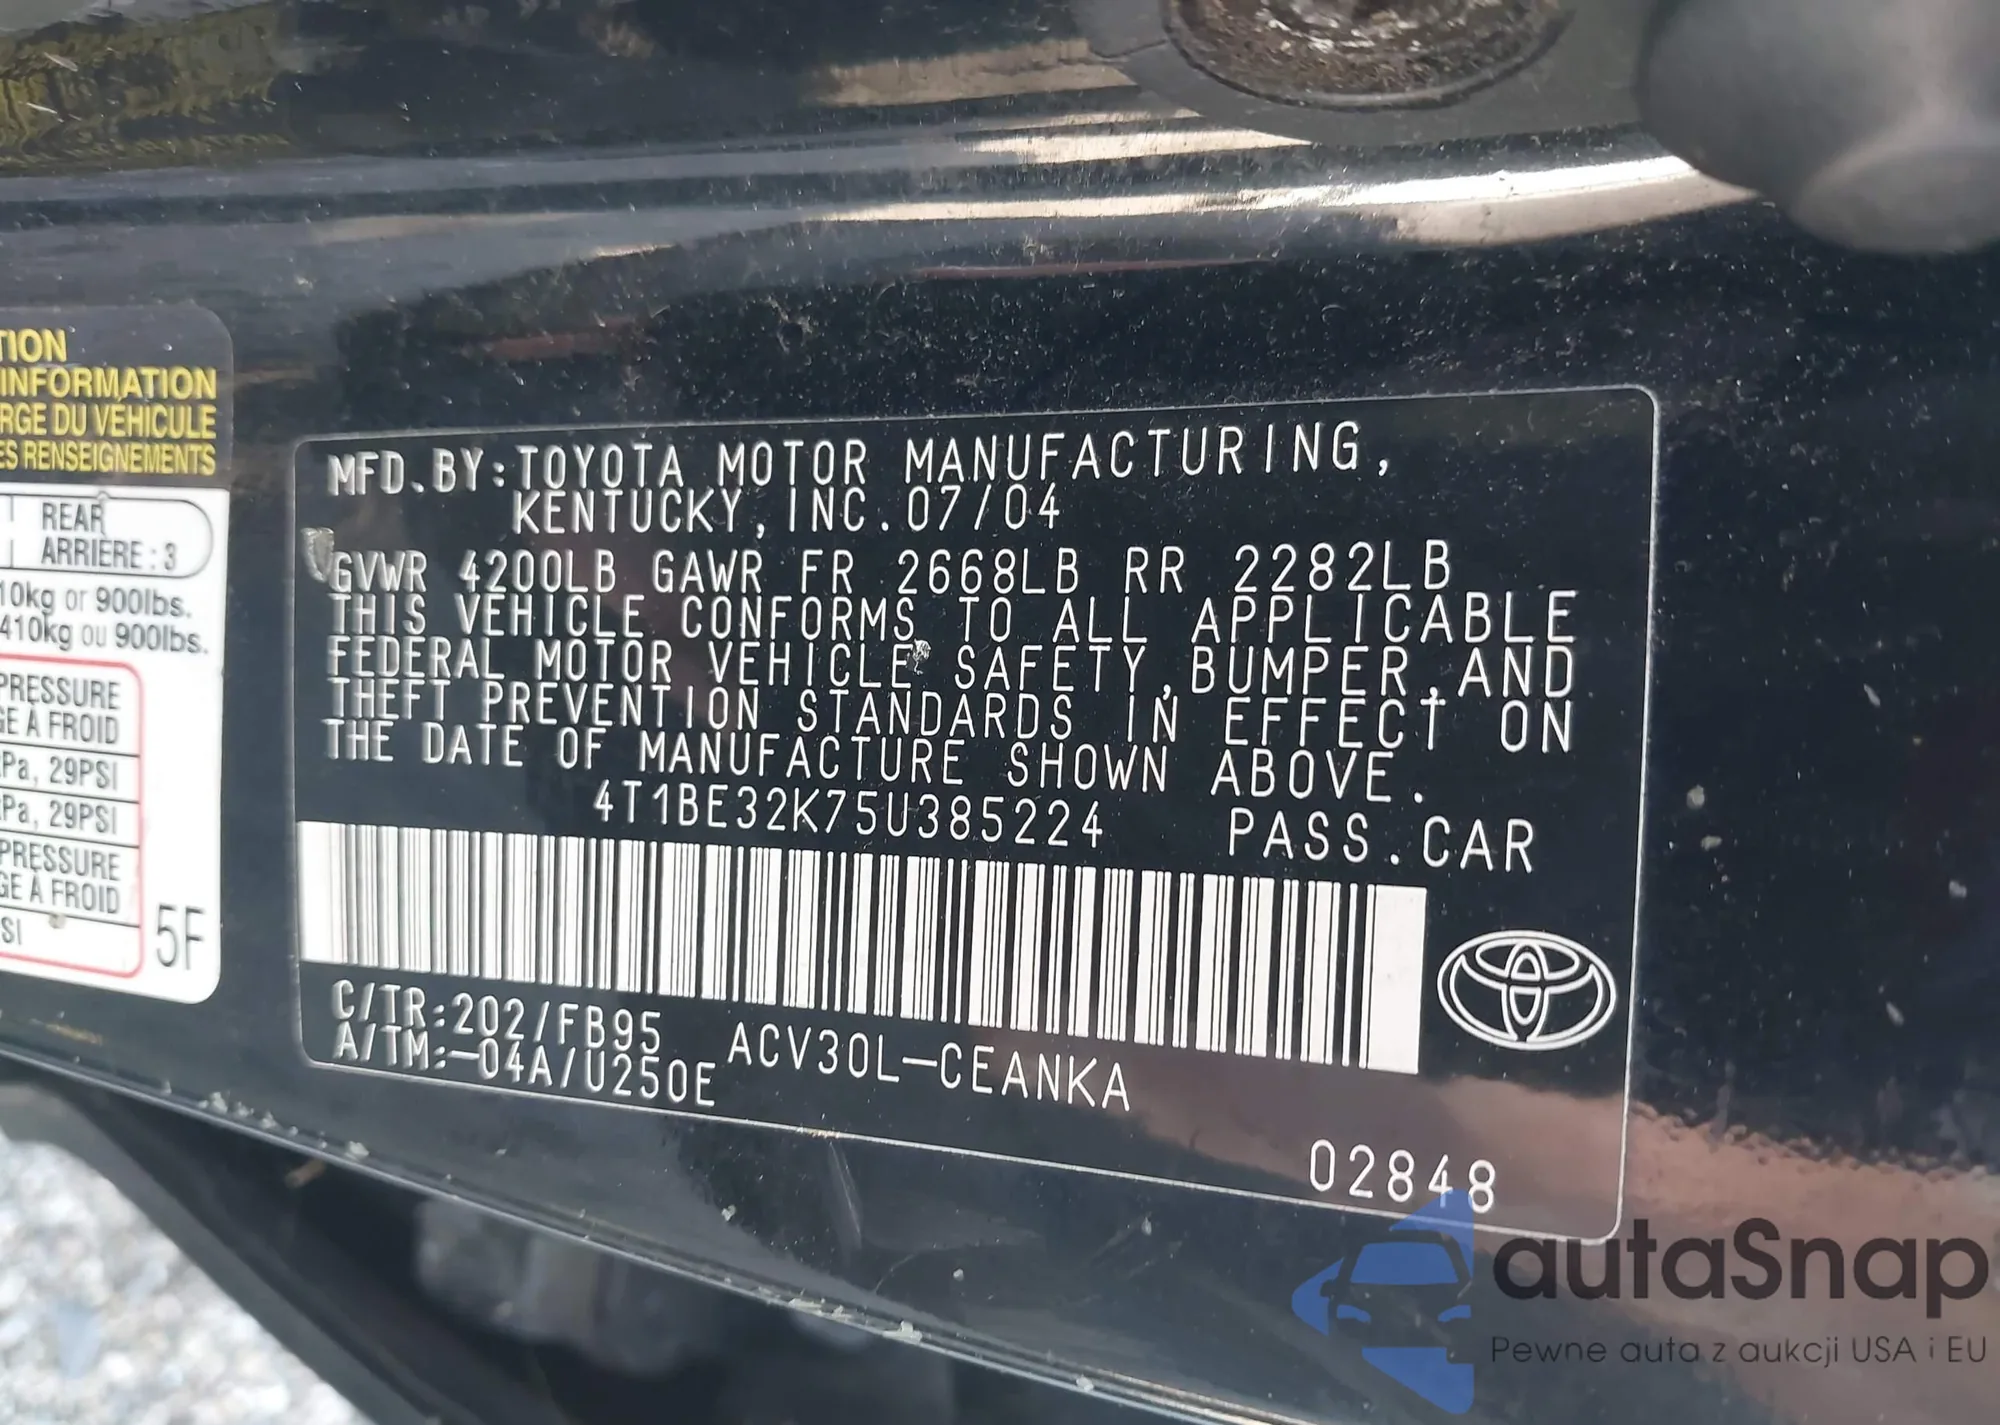 TION
INFORMATION
RGE DU VÉHICULE
ES RENSEIGNEMENTS
REAR
ARRIÈRE : 3
10kg or 900lbs.
410kg ou 900lbs.
PRESSURE
GE À FROID
Pa, 29PSI
Pa, 29PSI
PRESSURE
GE À FROID
SI
5F
MFD.BY:TOYOTA MOTOR MANUFACTURING,
KENTUCKY,INC.07/04
GVWR 4200LB GAWR FR 2668LB RR 2282LB
THIS VEHICLE CONFORMS TO ALL APPLICABLE
FEDERAL MOTOR VEHICLE SAFETY,BUMPER,AND
THEFT PREVENTION STANDARDS IN EFFECT ON
THE DATE OF MANUFACTURE SHOWN ABOVE.
4T1BE32K75U385224 PASS.CAR
C/TR:202/FB95 ACV30L-CEANKA
A/TM:-04A/U250E
02848
autaSnap
Pewne auta z aukcji USA i EU